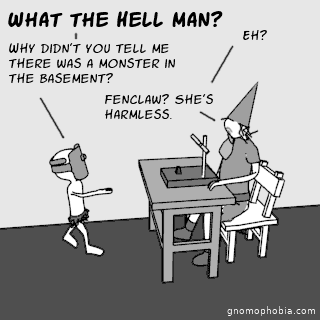 WHAT THE HELL MAN?
WHY DIDN'T YOU TELL ME
THERE WAS A MONSTER IN
THE BASEMENT?
EH?
FENCLAW? SHE'S
HARMLESS.
gnomophobia.com